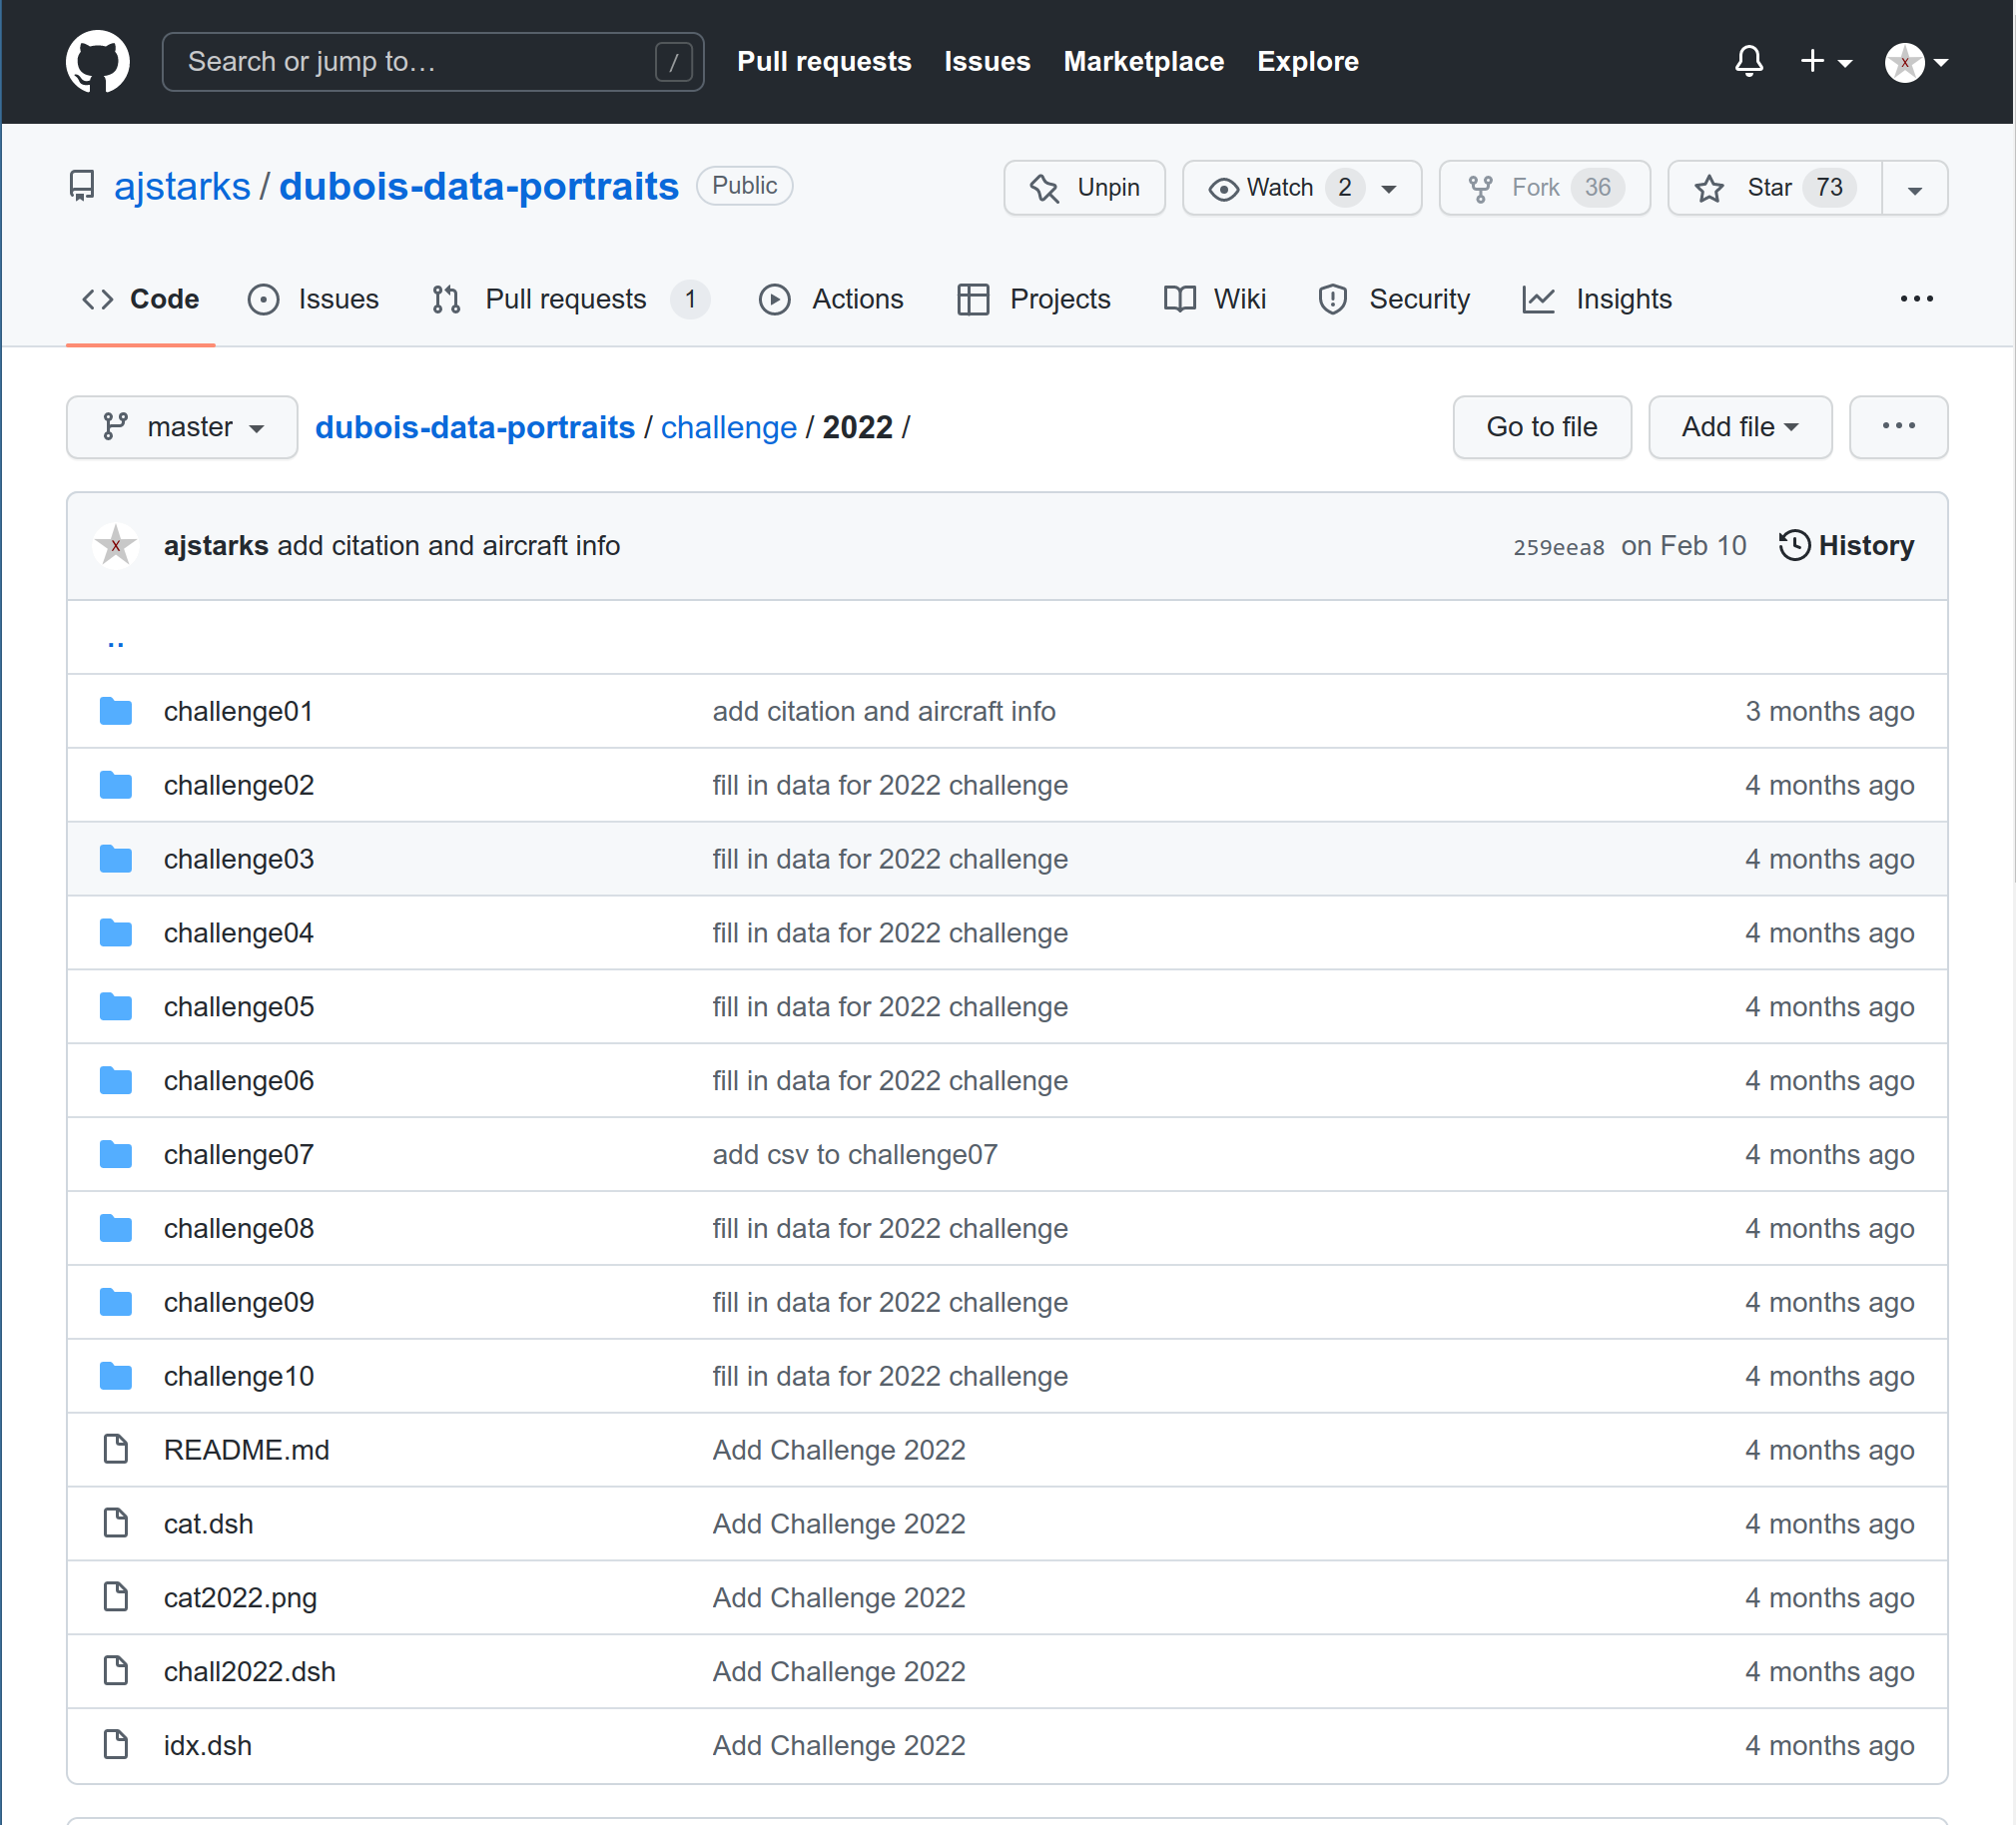 Search or jump to… / Pull requests Issues Marketplace Explore
ajstarks / dubois-data-portraits Public Unpin Watch 2 Fork 36 Star 73
Code Issues Pull requests 1 Actions Projects Wiki Security Insights
master dubois-data-portraits / challenge / 2022 / Go to file Add file
X ajstarks add citation and aircraft info 259eea8 on Feb 10 History
..
challenge01 add citation and aircraft info 3 months ago
challenge02 fill in data for 2022 challenge 4 months ago
challenge03 fill in data for 2022 challenge 4 months ago
challenge04 fill in data for 2022 challenge 4 months ago
challenge05 fill in data for 2022 challenge 4 months ago
challenge06 fill in data for 2022 challenge 4 months ago
challenge07 add csv to challenge07 4 months ago
challenge08 fill in data for 2022 challenge 4 months ago
challenge09 fill in data for 2022 challenge 4 months ago
challenge10 fill in data for 2022 challenge 4 months ago
README.md Add Challenge 2022 4 months ago
cat.dsh Add Challenge 2022 4 months ago
cat2022.png Add Challenge 2022 4 months ago
chall2022.dsh Add Challenge 2022 4 months ago
idx.dsh Add Challenge 2022 4 months ago